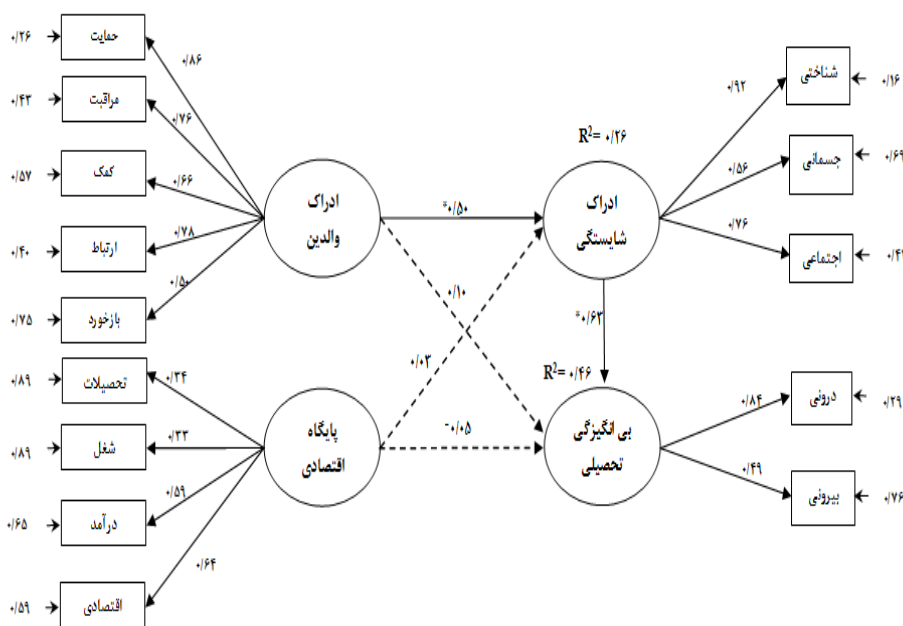 ۰/۲۶
حمایت
۰/۸۶
۰/۴۳
مراقبت
۰/۷۶
۰/۵۷
کمک
۰/۶۶
۰/۴۰
ارتباط
۰/۷۸
۰/۷۵
بازخورد
۰/۵۰
ادراک
والدین
۰/۸۹
تحصیلات
۰/۳۴
۰/۸۹
شغل
۰/۳۳
۰/۶۵
درآمد
۰/۵۹
۰/۵۹
اقتصادی
۰/۶۴
پایگاه
اقتصادی
*۰/۵۰
۰/۱۰
۰/۰۳
-۰/۰۵
R²= ۰/۲۶
ادراک
شایستگی
*۰/۶۳
R²= ۰/۴۶
بی انگیزگی
تحصیلی
۰/۹۲
شناختی
۰/۱۶
۰/۵۶
جسمانی
۰/۶۹
۰/۷۶
اجتماعی
۰/۸۴
درونی
۰/۲۹
۰/۴۹
بیرونی
۰/۷۶